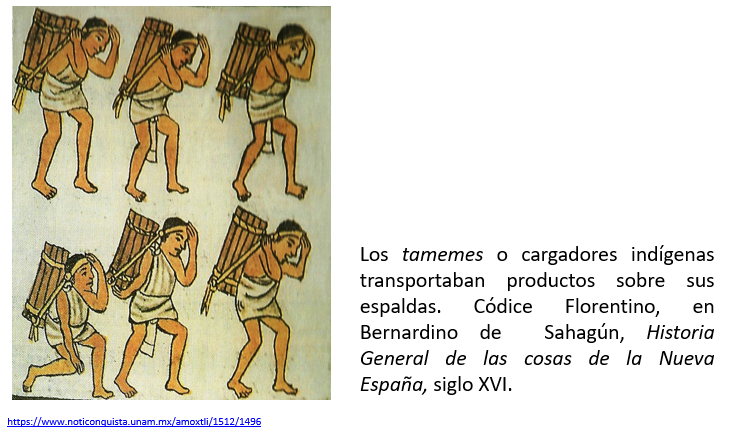 Los tamemes o cargadores indígenas
transportaban productos sobre sus
espaldas. Códice Florentino, en
Bernardino de Sahagún, Historia
General de las cosas de la Nueva
España, siglo XVI.
https://www.noticonquista.unam.mx/amoxtli/1512/1496